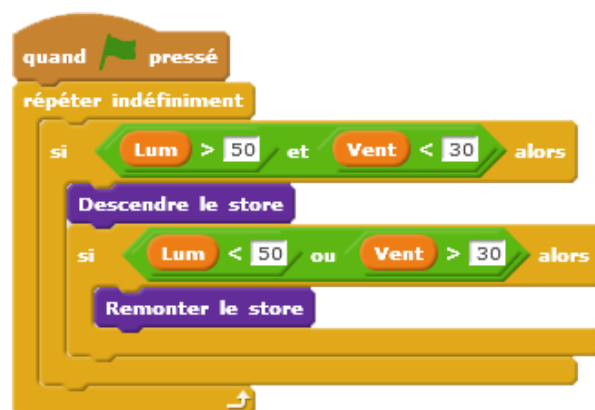 quand pressé
répéter indéfiniment
si Lum > 50 et Vent < 30 alors
Descendre le store
si Lum < 50 ou Vent > 30 alors
Remonter le store